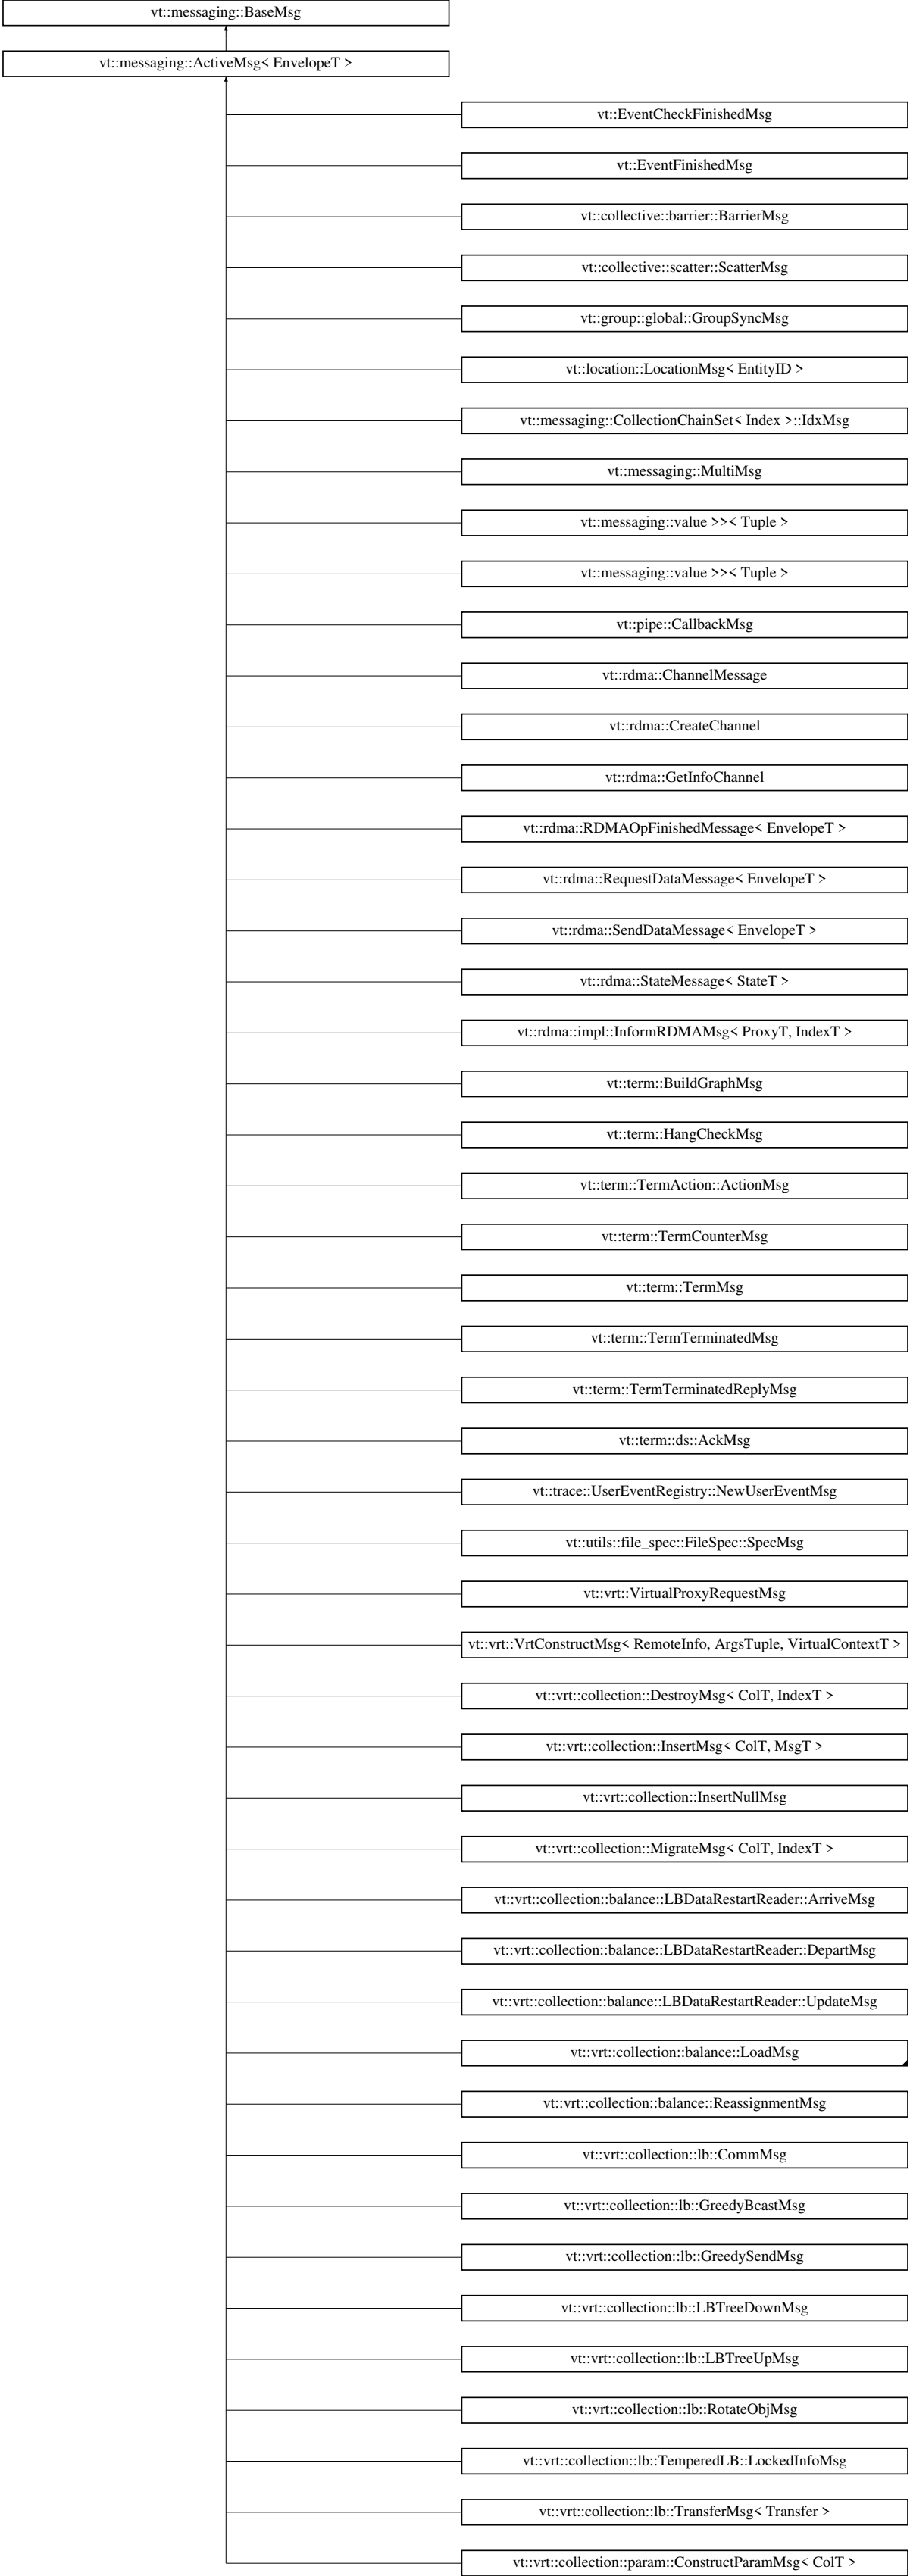 vt::messaging::BaseMsg
vt::messaging::ActiveMsg< EnvelopeT >
vt::EventCheckFinishedMsg
vt::EventFinishedMsg
vt::collective::barrier::BarrierMsg
vt::collective::scatter::ScatterMsg
vt::group::global::GroupSyncMsg
vt::location::LocationMsg< EntityID >
vt::messaging::CollectionChainSet< Index >::IdxMsg
vt::messaging::MultiMsg
vt::messaging::value >>< Tuple >
vt::messaging::value >>< Tuple >
vt::pipe::CallbackMsg
vt::rdma::ChannelMessage
vt::rdma::CreateChannel
vt::rdma::GetInfoChannel
vt::rdma::RDMAOpFinishedMessage< EnvelopeT >
vt::rdma::RequestDataMessage< EnvelopeT >
vt::rdma::SendDataMessage< EnvelopeT >
vt::rdma::StateMessage< StateT >
vt::rdma::impl::InformRDMAMsg< ProxyT, IndexT >
vt::term::BuildGraphMsg
vt::term::HangCheckMsg
vt::term::TermAction::ActionMsg
vt::term::TermCounterMsg
vt::term::TermMsg
vt::term::TermTerminatedMsg
vt::term::TermTerminatedReplyMsg
vt::term::ds::AckMsg
vt::trace::UserEventRegistry::NewUserEventMsg
vt::utils::file_spec::FileSpec::SpecMsg
vt::vrt::VirtualProxyRequestMsg
vt::vrt::VrtConstructMsg< RemoteInfo, ArgsTuple, VirtualContextT >
vt::vrt::collection::DestroyMsg< ColT, IndexT >
vt::vrt::collection::InsertMsg< ColT, MsgT >
vt::vrt::collection::InsertNullMsg
vt::vrt::collection::MigrateMsg< ColT, IndexT >
vt::vrt::collection::balance::LBDataRestartReader::ArriveMsg
vt::vrt::collection::balance::LBDataRestartReader::DepartMsg
vt::vrt::collection::balance::LBDataRestartReader::UpdateMsg
vt::vrt::collection::balance::LoadMsg
vt::vrt::collection::balance::ReassignmentMsg
vt::vrt::collection::lb::CommMsg
vt::vrt::collection::lb::GreedyBcastMsg
vt::vrt::collection::lb::GreedySendMsg
vt::vrt::collection::lb::LBTreeDownMsg
vt::vrt::collection::lb::LBTreeUpMsg
vt::vrt::collection::lb::RotateObjMsg
vt::vrt::collection::lb::TemperedLB::LockedInfoMsg
vt::vrt::collection::lb::TransferMsg< Transfer >
vt::vrt::collection::param::ConstructParamMsg< ColT >